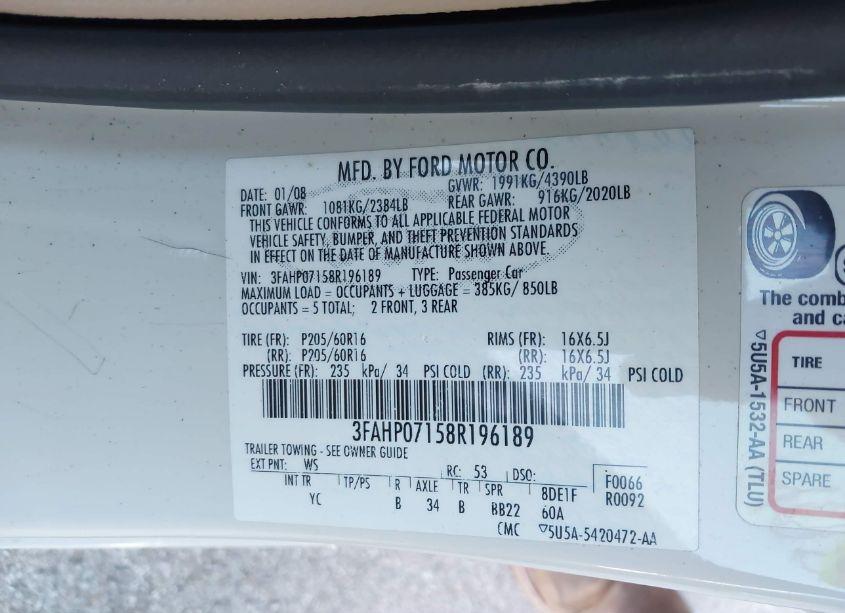 MFD. BY FORD MOTOR CO.
DATE: 01/08 GVWR: 1991KG/4390LB
FRONT GAWR: 1081KG/2384LB REAR GAWR: 916KG/2020LB
THIS VEHICLE CONFORMS TO ALL APPLICABLE FEDERAL MOTOR
VEHICLE SAFETY, BUMPER, AND THEFT PREVENTION STANDARDS
IN EFFECT ON THE DATE OF MANUFACTURE SHOWN ABOVE.
VIN: 3FAHP07158R196189 TYPE: Passenger Car
MAXIMUM LOAD = OCCUPANTS + LUGGAGE = 385KG/ 850LB
OCCUPANTS = 5 TOTAL; 2 FRONT, 3 REAR
TIRE (FR): P205/60R16 RIMS (FR): 16X6.5J
(RR): P205/60R16 (RR): 16X6.5J
PRESSURE (FR): 235 kPa/ 34 PSI COLD (RR): 235 kPa/ 34 PSI COLD
3FAHP07158R196189
TRAILER TOWING - SEE OWNER GUIDE
EXT PNT: WS RC: 53 DSO: F0066
INT TR TP/PS R AXLE TR SPR 8DE1F R0092
YC B 34 B BB22 60A
CMC ▽5U5A-5420472-AA
The comb
and ca
TIRE
FRONT
REAR
SPARE
▽5U5A-1532-AA (TLU)